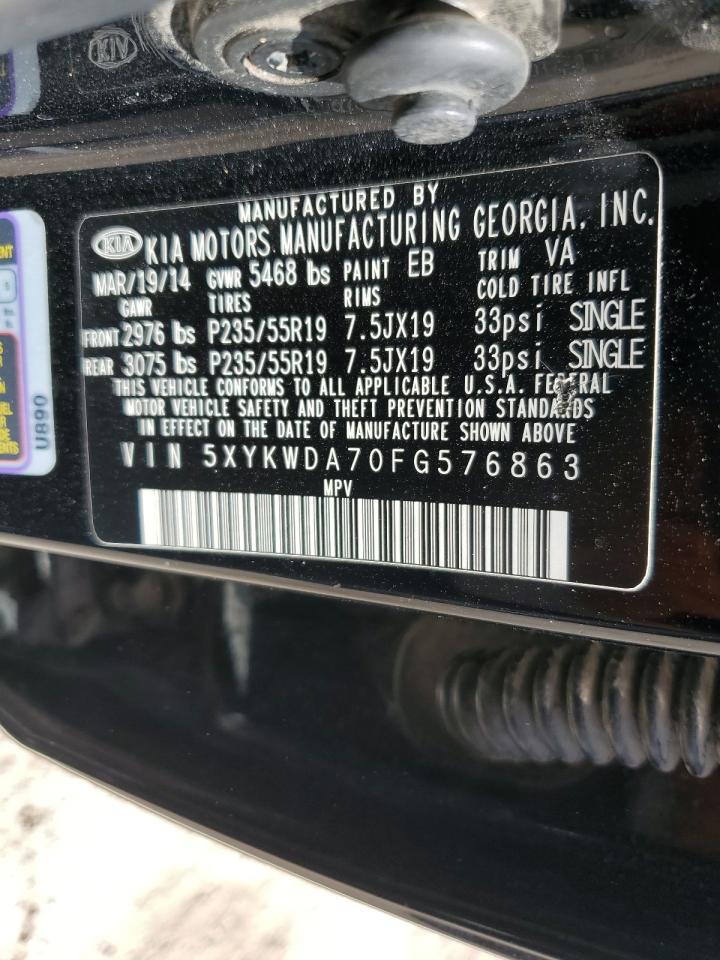 KIA
MANUFACTURED BY
KIA KIA MOTORS MANUFACTURING GEORGIA, INC.
MAR/19/14 GVWR 5468 lbs PAINT EB TRIM VA
GAWR TIRES RIMS COLD TIRE INFL
FRONT 2976 lbs P235/55R19 7.5JX19 33psi SINGLE
REAR 3075 lbs P235/55R19 7.5JX19 33psi SINGLE
THIS VEHICLE CONFORMS TO ALL APPLICABLE U.S.A. FEDERAL
MOTOR VEHICLE SAFETY AND THEFT PREVENTION STANDARDS
IN EFFECT ON THE DATE OF MANUFACTURE SHOWN ABOVE
VIN 5XYKWDA70FG576863
MPV
U890